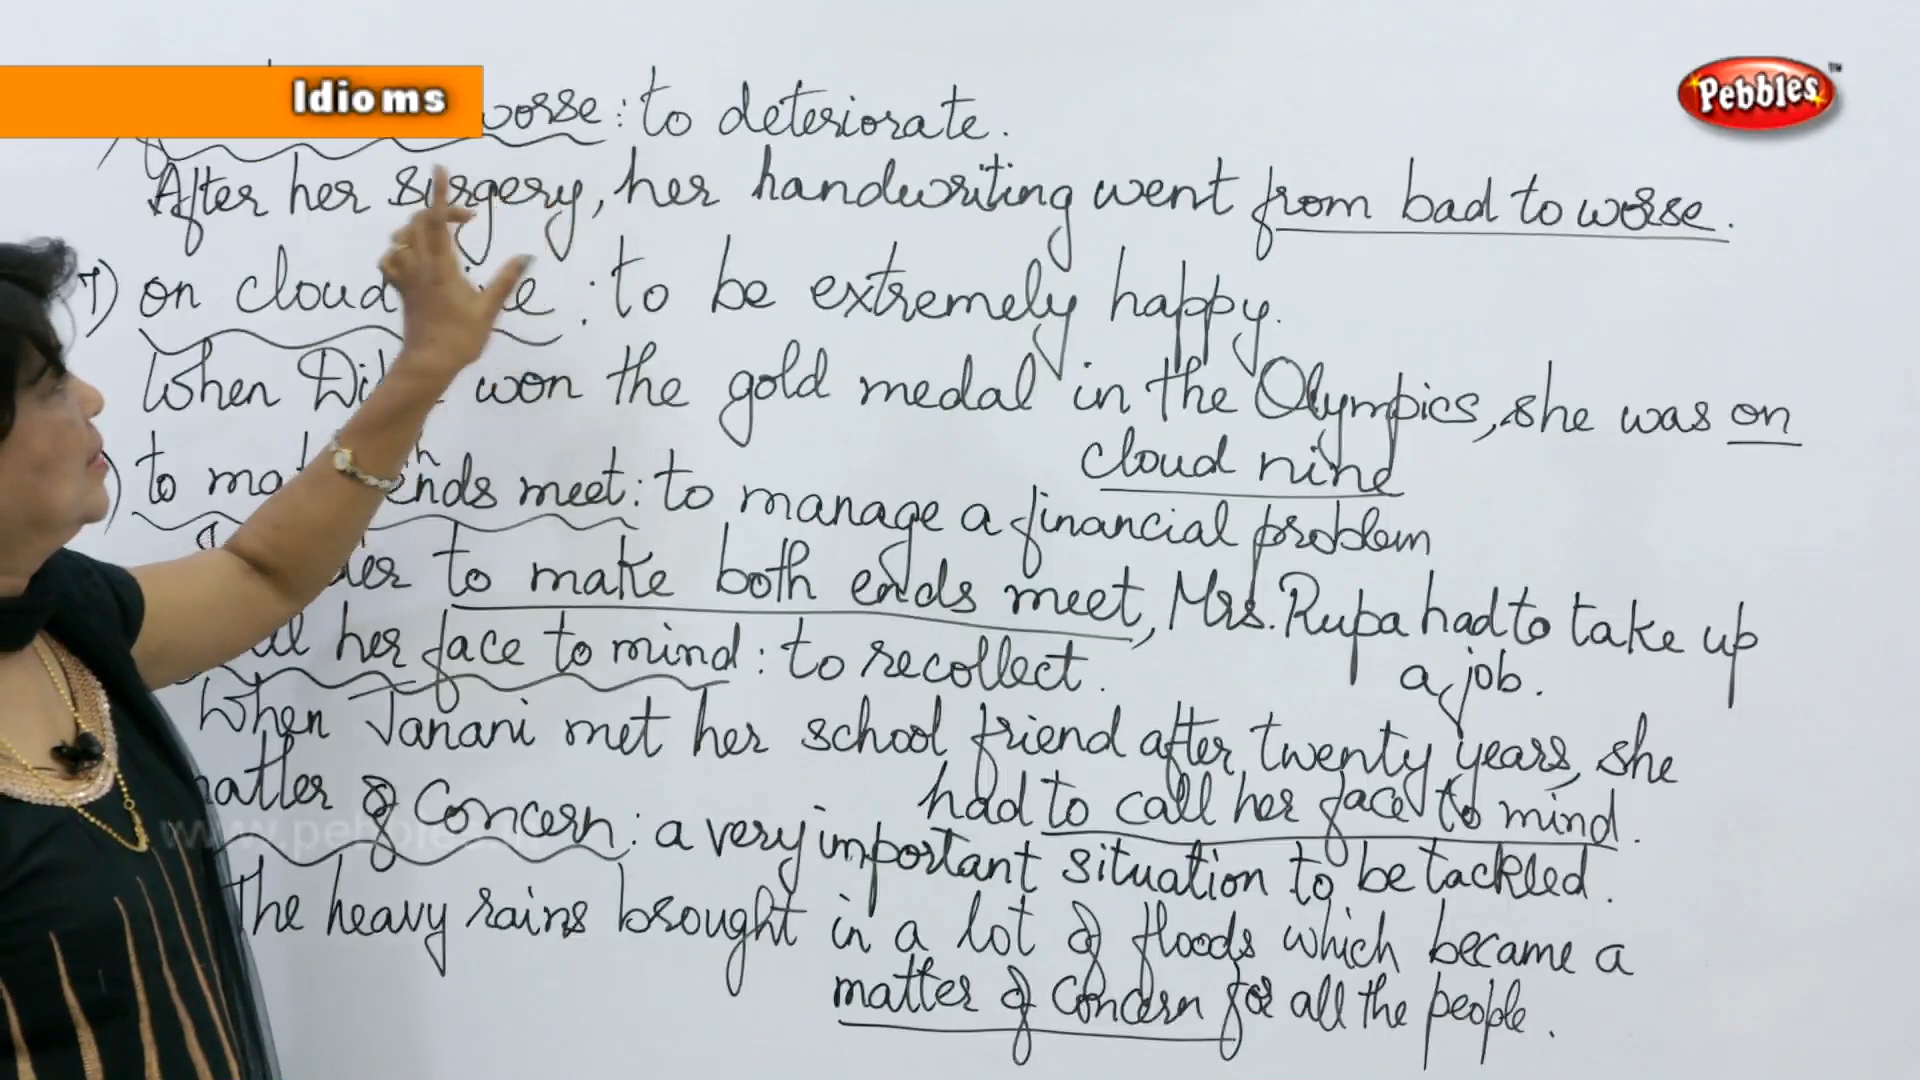 Idioms
Pebbles™
worse : to deteriorate.
After her surgery, her handwriting went from bad to worse.
7) on cloud : to be extremely happy.
When won the gold medal in the Olympics, she was on
cloud nine
to ends meet : to manage a financial problem
to make both ends meet, Mrs. Rupa had to take up
a job.
her face to mind : to recollect.
When Janani met her school friend after twenty years, she
had to call her face to mind.
matter of Concern : a very important situation to be tackled.
The heavy rains brought in a lot of floods which became a
matter of Concern for all the people.